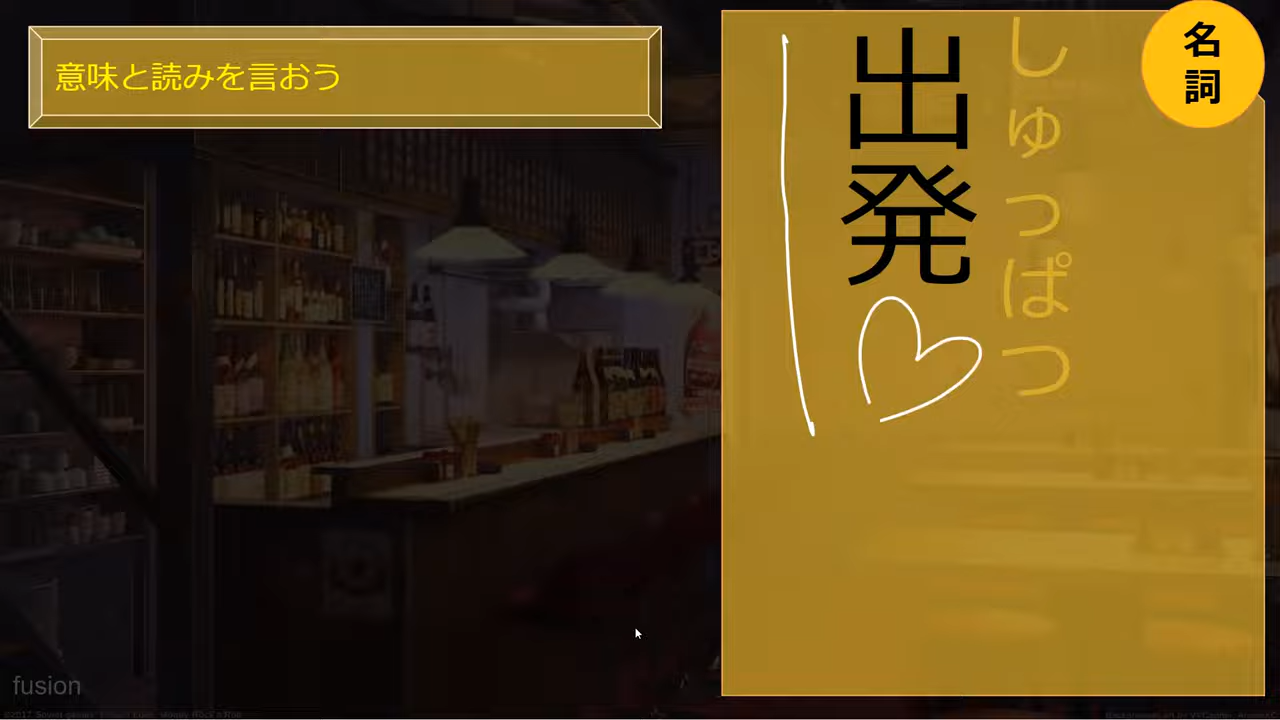 意味と読みを言おう
出発
しゅっぱつ
名詞
fusion